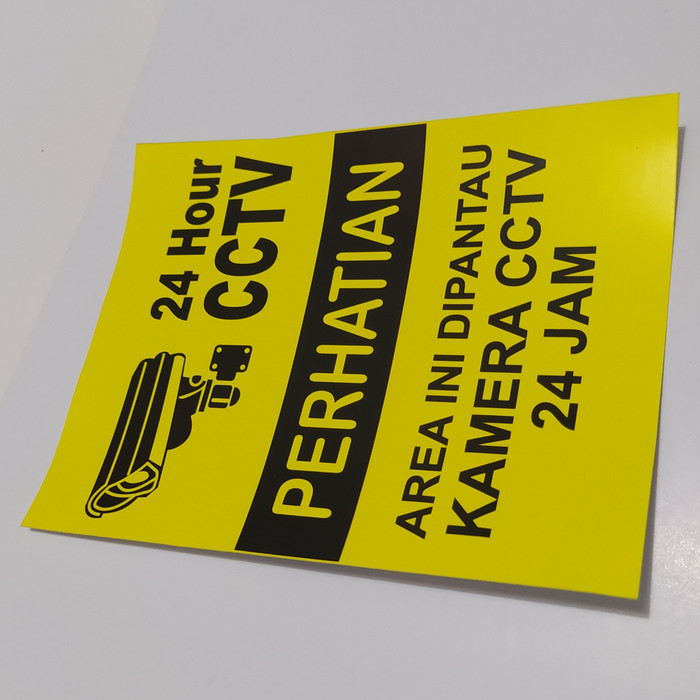 24 Hour
CCTV
PERHATIAN
AREA INI DIPANTAU
KAMERA CCTV
24 JAM